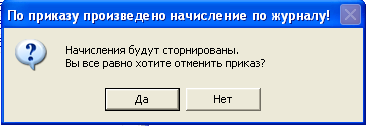 По приказу произведено начисление по журналу!
Начисления будут сторнированы.
Вы все равно хотите отменить приказ?
Да
Нет